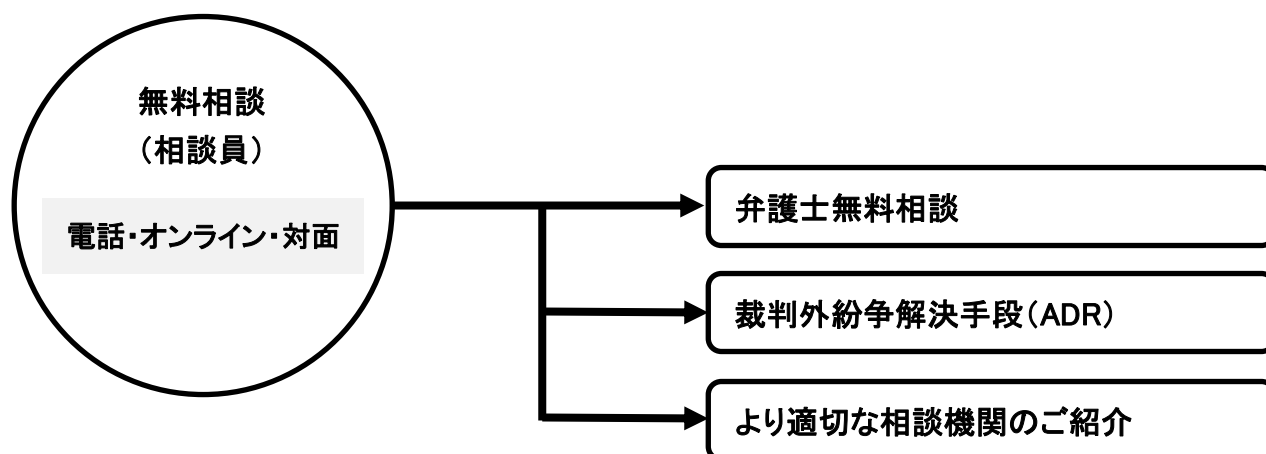 無料相談
（相談員）
電話・オンライン・対面
弁護士無料相談
裁判外紛争解決手段（ADR）
より適切な相談機関のご紹介